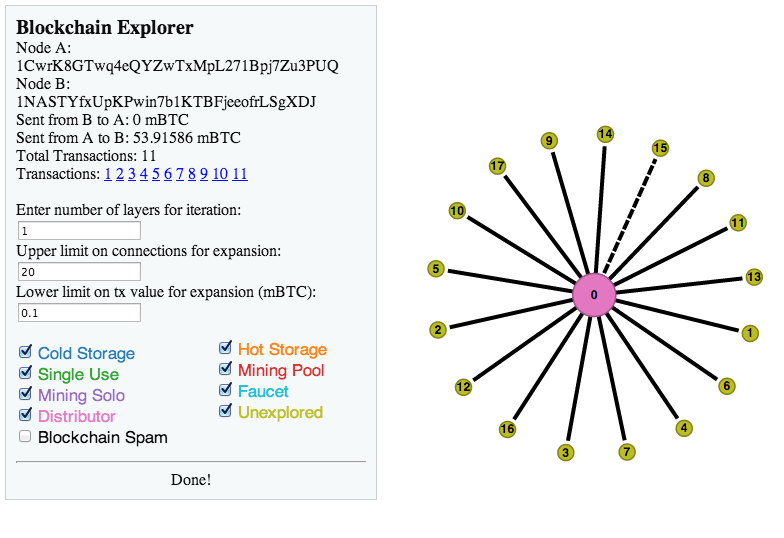 Blockchain Explorer
Node A:
1CwrK8GTwq4eQYZwTxMpL271Bpj7Zu3PUQ
Node B:
1NASTYfxUpKPwin7b1KTBFjeeofrLSgXDJ
Sent from B to A: 0 mBTC
Sent from A to B: 53.91586 mBTC
Total Transactions: 11
Transactions: 1 2 3 4 5 6 7 8 9 10 11
Enter number of layers for iteration:
1
Upper limit on connections for expansion:
20
Lower limit on tx value for expansion (mBTC):
0.1
Cold Storage
Hot Storage
Single Use
Mining Pool
Mining Solo
Faucet
Distributor
Unexplored
Blockchain Spam
Done!
14
9
15
17
8
10
11
5
13
0
2
1
12
6
16
4
3
7